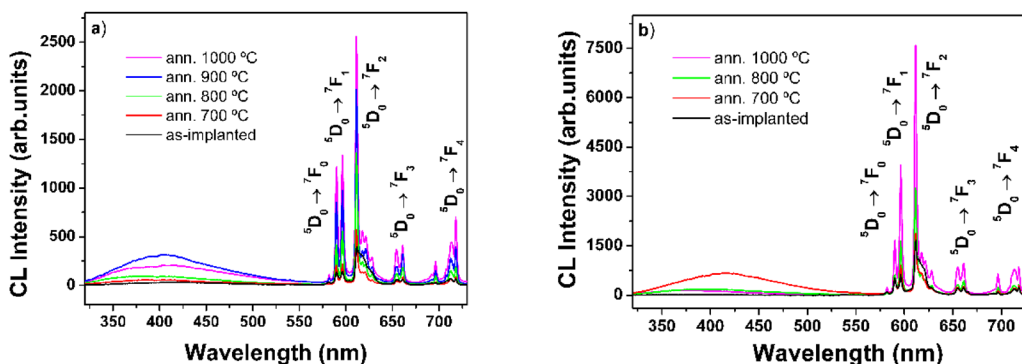 a)
ann. 1000 ºC
ann. 900 ºC
ann. 800 ºC
ann. 700 ºC
as-implanted
⁵D₀→⁷F₀
⁵D₀→⁷F₁
⁵D₀→⁷F₂
⁵D₀→⁷F₃
⁵D₀→⁷F₄
CL Intensity (arb.units)
2500
2000
1500
1000
500
0
350 400 450 500 550 600 650 700
Wavelength (nm)
b)
ann. 1000 ºC
ann. 800 ºC
ann. 700 ºC
as-implanted
⁵D₀→⁷F₀
⁵D₀→⁷F₁
⁵D₀→⁷F₂
⁵D₀→⁷F₃
⁵D₀→⁷F₄
CL Intensity (arb.units)
7500
6000
4500
3000
1500
0
350 400 450 500 550 600 650 700
Wavelength (nm)